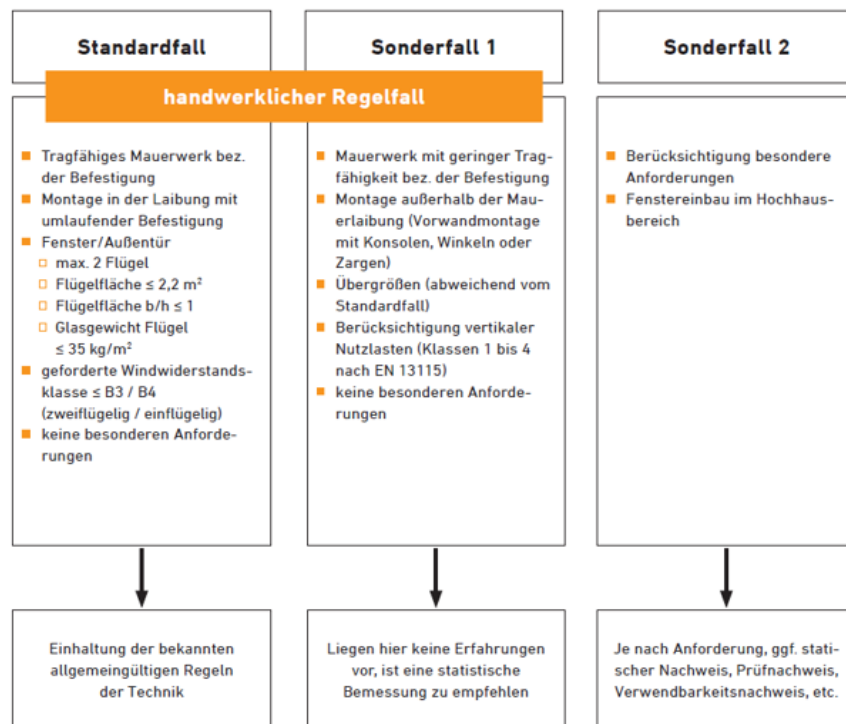 Standardfall
Sonderfall 1
Sonderfall 2
handwerklicher Regelfall
Tragfähiges Mauerwerk bez.
der Befestigung
Montage in der Laibung mit
umlaufender Befestigung
Fenster/Außentür
max. 2 Flügel
Flügelfläche ≤ 2,2 m²
Flügelfläche b/h ≤ 1
Glasgewicht Flügel
≤ 35 kg/m²
geforderte Windwiderstands-
klasse ≤ B3 / B4
(zweiflügelig / einflügelig)
keine besonderen Anforde-
rungen
Mauerwerk mit geringer Trag-
fähigkeit bez. der Befestigung
Montage außerhalb der Mau-
erlaibung (Vorwandmontage
mit Konsolen, Winkeln oder
Zargen)
Übergrößen (abweichend vom
Standardfall)
Berücksichtigung vertikaler
Nutzlasten (Klassen 1 bis 4
nach EN 13115)
keine besonderen Anforde-
rungen
Berücksichtigung besondere
Anforderungen
Fenstereinbau im Hochhaus-
bereich
Einhaltung der bekannten
allgemeingültigen Regeln
der Technik
Liegen hier keine Erfahrungen
vor, ist eine statistische
Bemessung zu empfehlen
Je nach Anforderung, ggf. stati-
scher Nachweis, Prüfnachweis,
Verwendbarkeitsnachweis, etc.